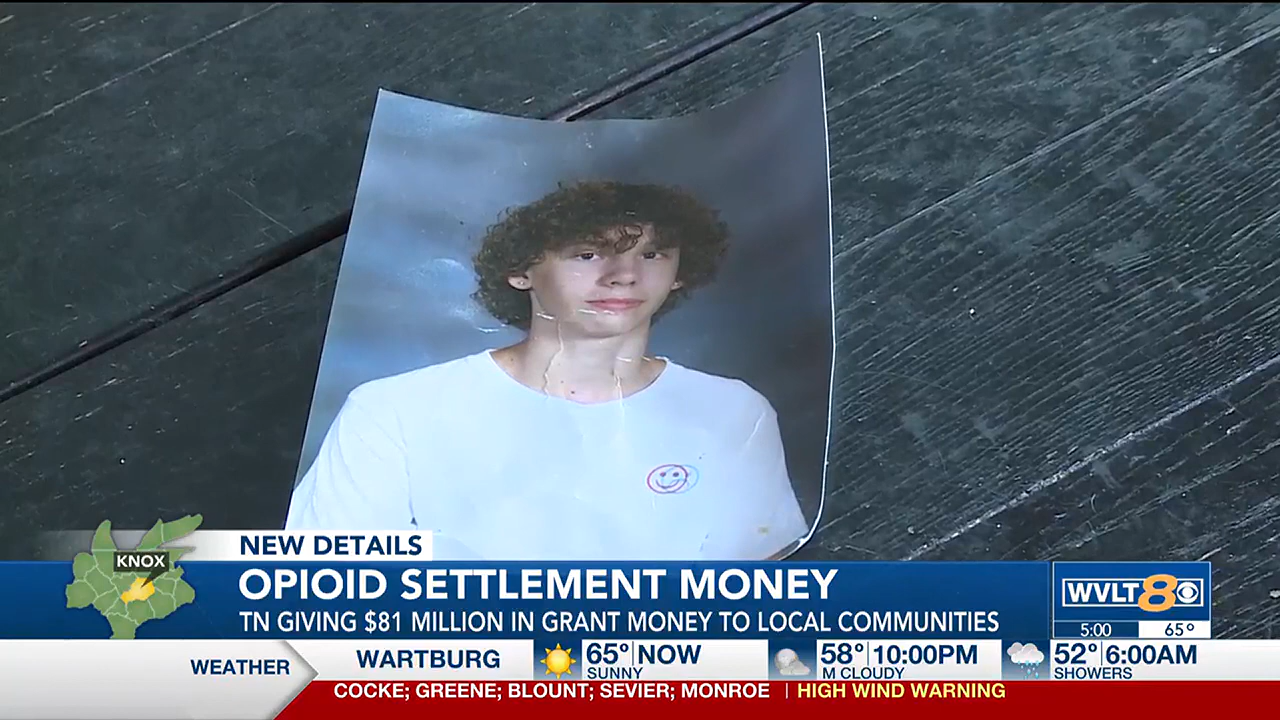 KNOX
NEW DETAILS
OPIOID SETTLEMENT MONEY
TN GIVING $81 MILLION IN GRANT MONEY TO LOCAL COMMUNITIES
WVLT8
5:00 65°
WEATHER
WARTBURG
65° NOW
SUNNY
58° 10:00PM
M CLOUDY
52° 6:00AM
SHOWERS
COCKE; GREENE; BLOUNT; SEVIER; MONROE | HIGH WIND WARNING